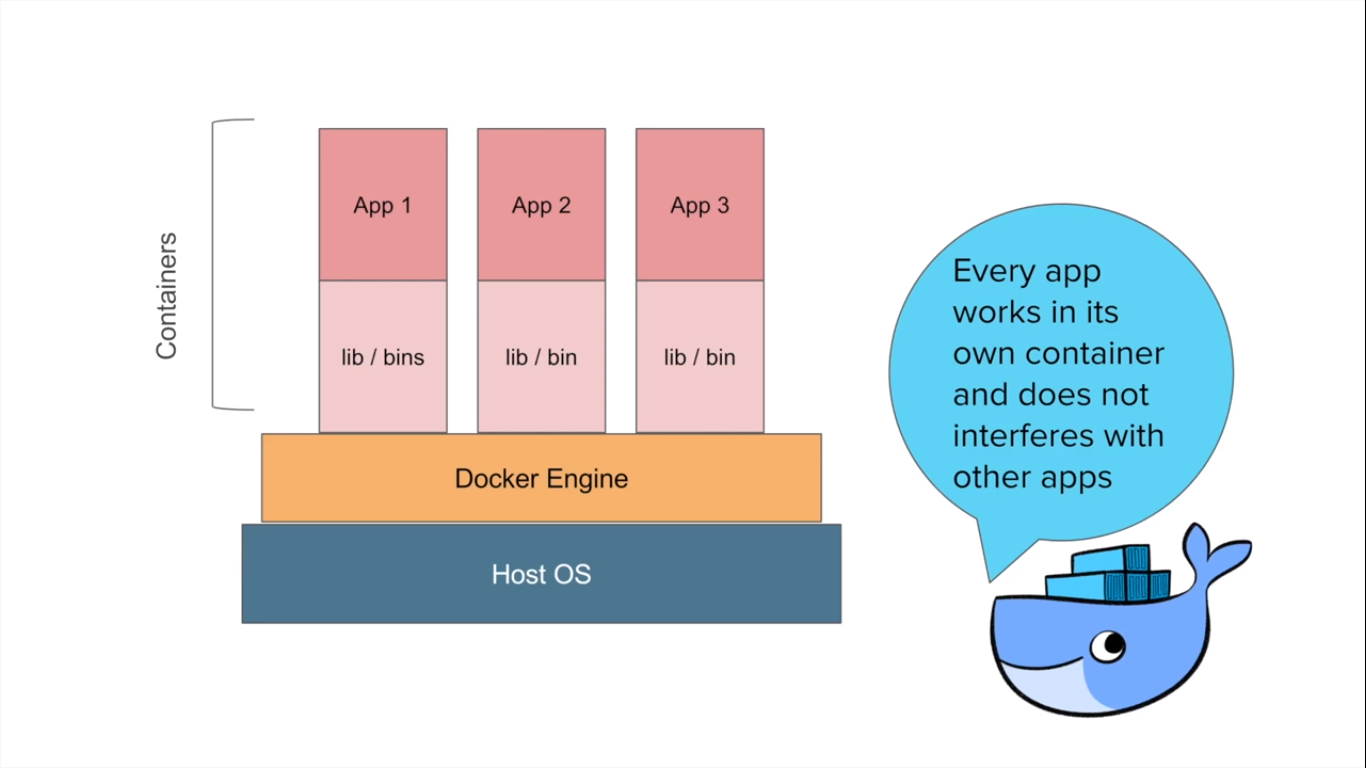 Containers
App 1
App 2
App 3
lib / bins
lib / bin
lib / bin
Docker Engine
Host OS
Every app
works in its
own container
and does not
interferes with
other apps